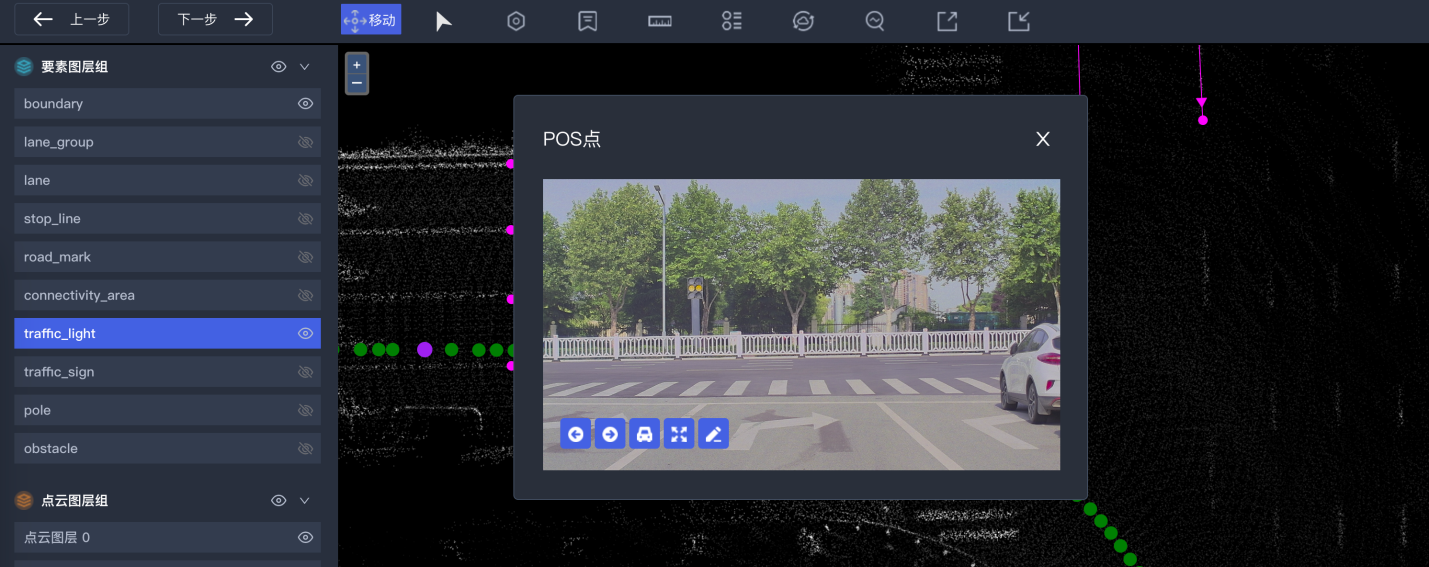 上一步
下一步
移动
要素图层组
boundary
lane_group
lane
stop_line
road_mark
connectivity_area
traffic_light
traffic_sign
pole
obstacle
点云图层组
点云图层 0
+
−
POS点
X